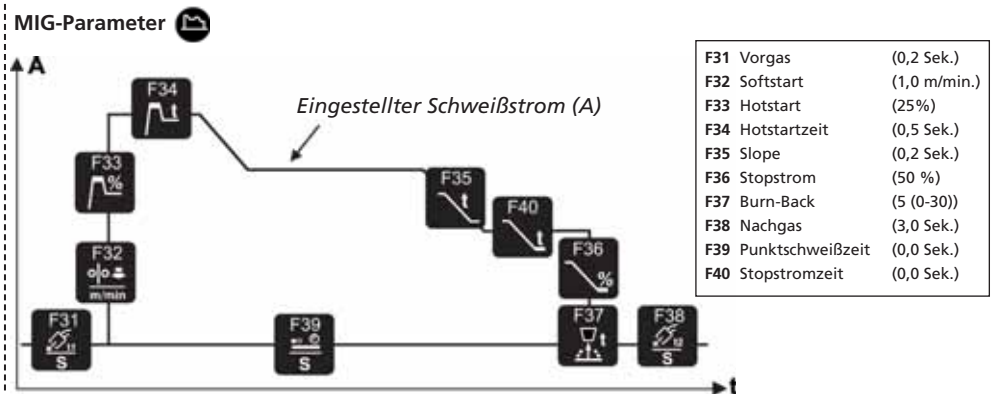 MIG-Parameter
A
F34
t
Eingestellter Schweißstrom (A)
F33
%
F35
t
F40
t
F32
m/min
F36
%
F31
t1
S
F39
S
F37
t
F38
t2
S
t
F31 Vorgas (0,2 Sek.)
F32 Softstart (1,0 m/min.)
F33 Hotstart (25%)
F34 Hotstartzeit (0,5 Sek.)
F35 Slope (0,2 Sek.)
F36 Stopstrom (50 %)
F37 Burn-Back (5 (0-30))
F38 Nachgas (3,0 Sek.)
F39 Punktschweißzeit (0,0 Sek.)
F40 Stopstromzeit (0,0 Sek.)